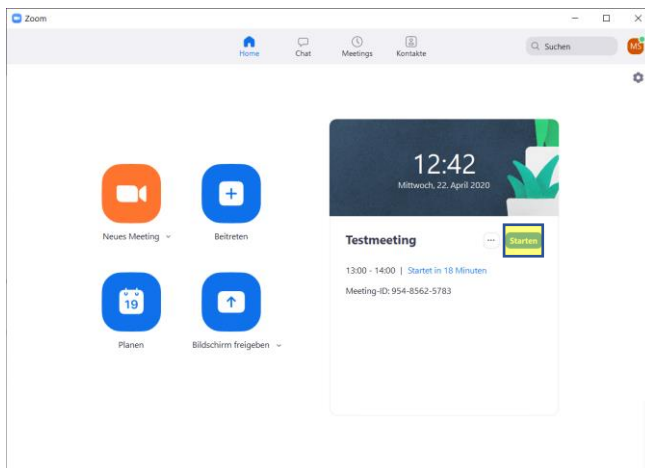 Zoom
Home
Chat
Meetings
Kontakte
Suchen
MS
12:42
Mittwoch, 22. April 2020
Neues Meeting
Beitreten
Testmeeting
Starten
13:00 - 14:00 | Startet in 18 Minuten
Meeting-ID: 954-8562-5783
19
Planen
Bildschirm freigeben